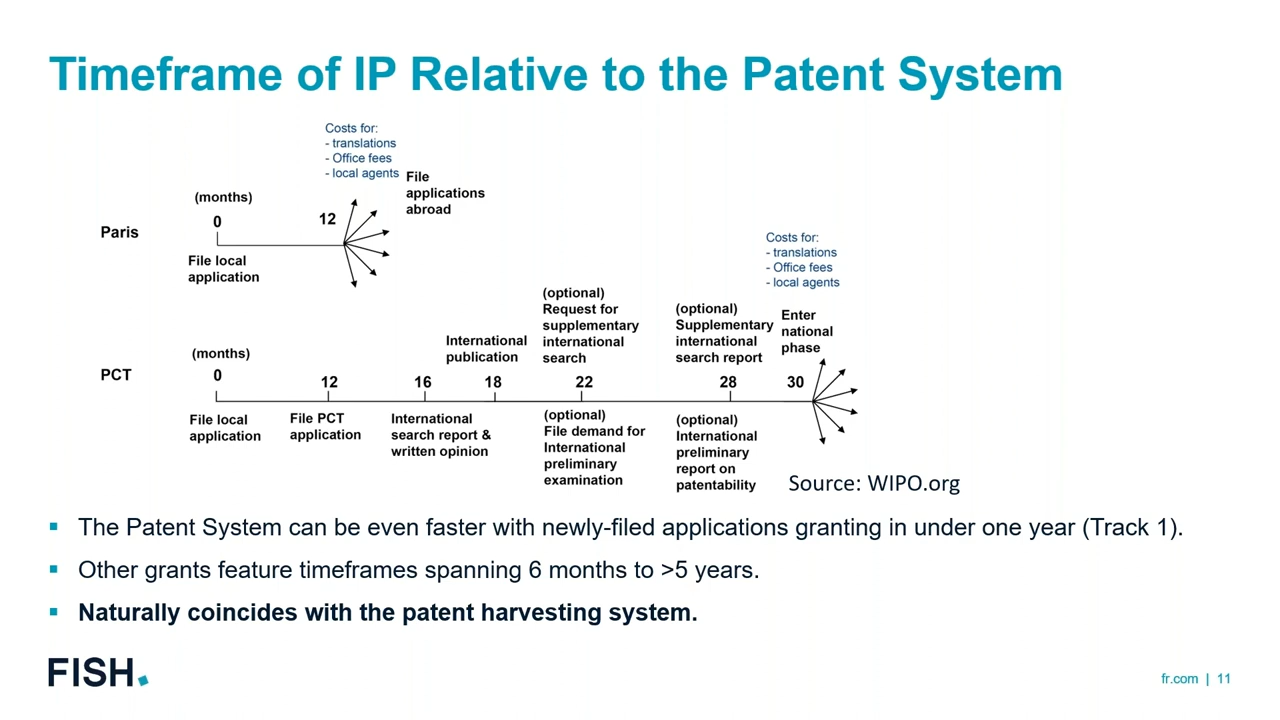 Timeframe of IP Relative to the Patent System
Costs for:
- translations
- Office fees
- local agents
File
applications
abroad
(months)
0
12
Paris
File local
application
Costs for:
- translations
- Office fees
- local agents
(optional)
Request for
supplementary
international
search
(optional)
Supplementary
international
search report
Enter
national
phase
International
publication
(months)
PCT
0
12
16
18
22
28
30
File local
application
File PCT
application
International
search report &
written opinion
(optional)
File demand for
International
preliminary
examination
(optional)
International
preliminary
report on
patentability
Source: WIPO.org
▪ The Patent System can be even faster with newly-filed applications granting in under one year (Track 1).
▪ Other grants feature timeframes spanning 6 months to >5 years.
▪ Naturally coincides with the patent harvesting system.
FISH.
fr.com | 11